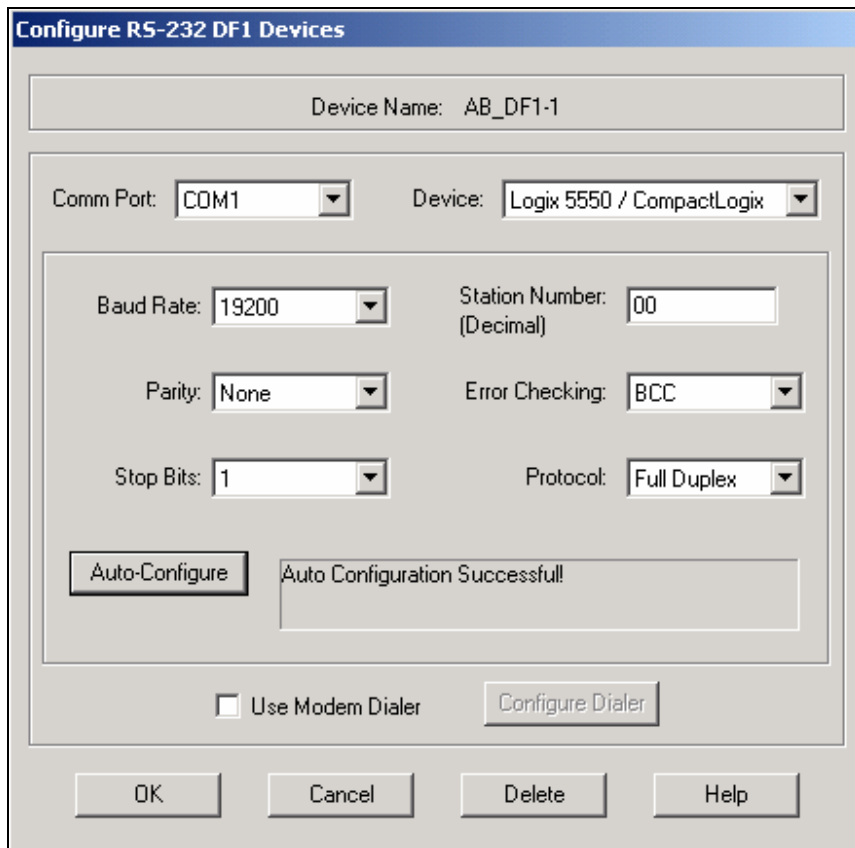 Configure RS-232 DF1 Devices
Device Name: AB_DF1-1
Comm Port: COM1 Device: Logix 5550 / CompactLogix
Baud Rate: 19200 Station Number: 00
(Decimal)
Parity: None Error Checking: BCC
Stop Bits: 1 Protocol: Full Duplex
Auto-Configure Auto Configuration Successful!
Use Modem Dialer Configure Dialer
OK Cancel Delete Help